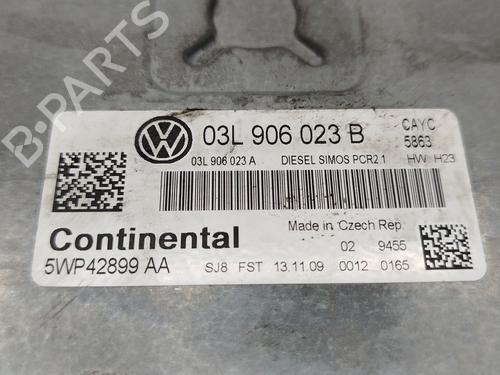 B-PARTS
03L 906 023 B
CAYC
5863
03L 906 023 A
DIESEL SIMOS PCR2.1
HW H23
Continental
Made in Czech Rep.
02 9455
5WP42899 AA
SJ8 FST 13.11.09 0012 0165